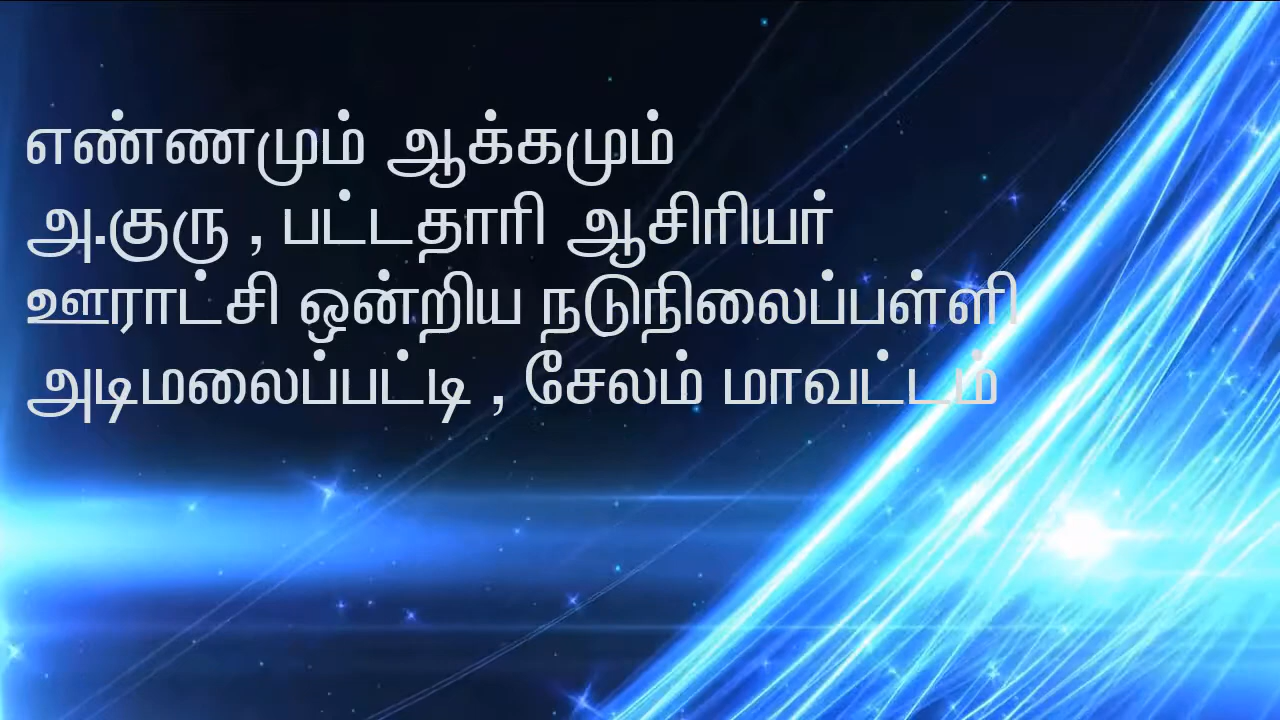 எண்ணமும் ஆக்கமும்
அ.குரு , பட்டதாரி ஆசிரியர்
ஊராட்சி ஒன்றிய நடுநிலைப்பள்ளி
அடிமலைப்பட்டி , சேலம் மாவட்டம்